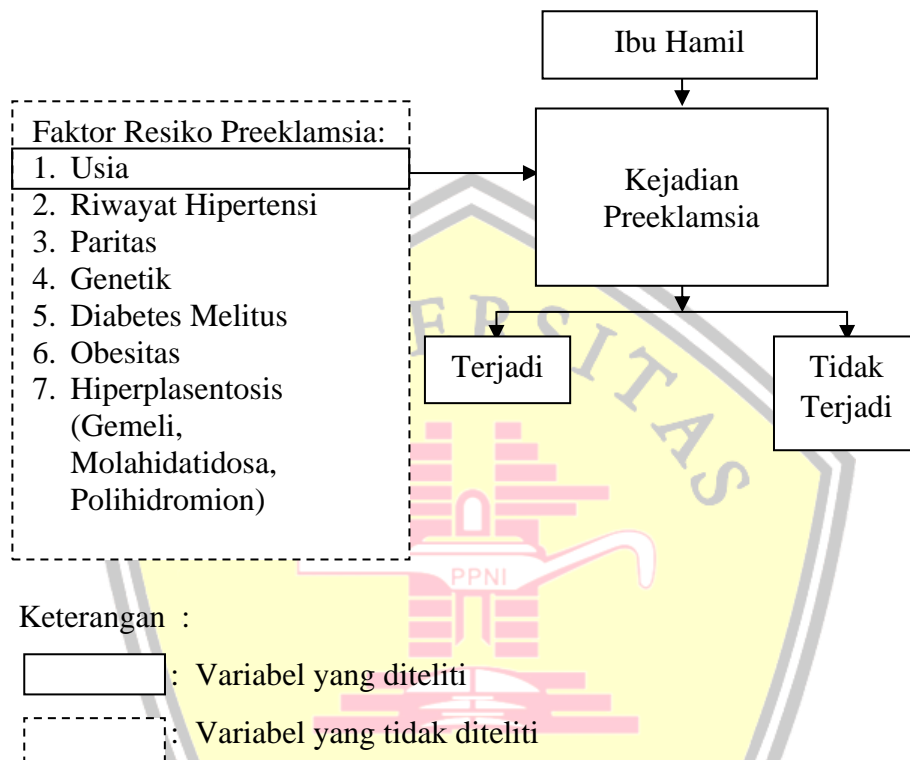 Ibu Hamil
Faktor Resiko Preeklamsia:
1. Usia
2. Riwayat Hipertensi
3. Paritas
4. Genetik
5. Diabetes Melitus
6. Obesitas
7. Hiperplasentosis
(Gemeli,
Molahidatidosa,
Polihidromion)
Kejadian
Preeklamsia
Terjadi
Tidak
Terjadi
ERSITAS
PPNI
Keterangan :
: Variabel yang diteliti
: Variabel yang tidak diteliti